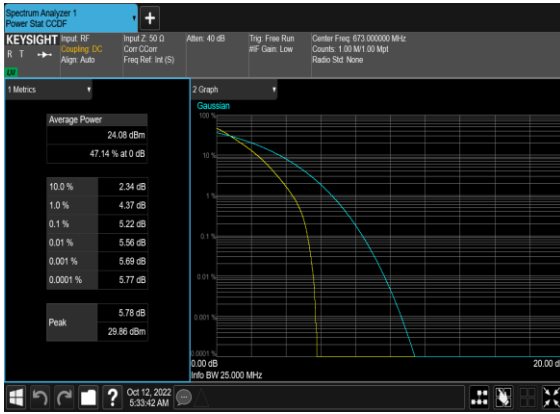 Spectrum Analyzer 1
Power Stat CCDF
KEYSIGHT
R T
LXI
Input: RF
Coupling: DC
Align: Auto
Input Z: 50 Ω
Corr CCorr
Freq Ref: Int (S)
Atten: 40 dB
Trig: Free Run
#IF Gain: Low
Center Freq: 673.000000 MHz
Counts: 1.00 M/1.00 Mpt
Radio Std: None
1 Metrics
Average Power
24.08 dBm
47.14 % at 0 dB
10.0 % 2.34 dB
1.0 % 4.37 dB
0.1 % 5.22 dB
0.01 % 5.56 dB
0.001 % 5.69 dB
0.0001 % 5.77 dB
Peak
5.78 dB
29.86 dBm
2 Graph
Gaussian
100 %
10 %
1 %
0.1 %
0.01 %
0.001 %
0.0001 %
0.00 dB
20.00 d
Info BW 25.000 MHz
Oct 12, 2022
5:33:42 AM